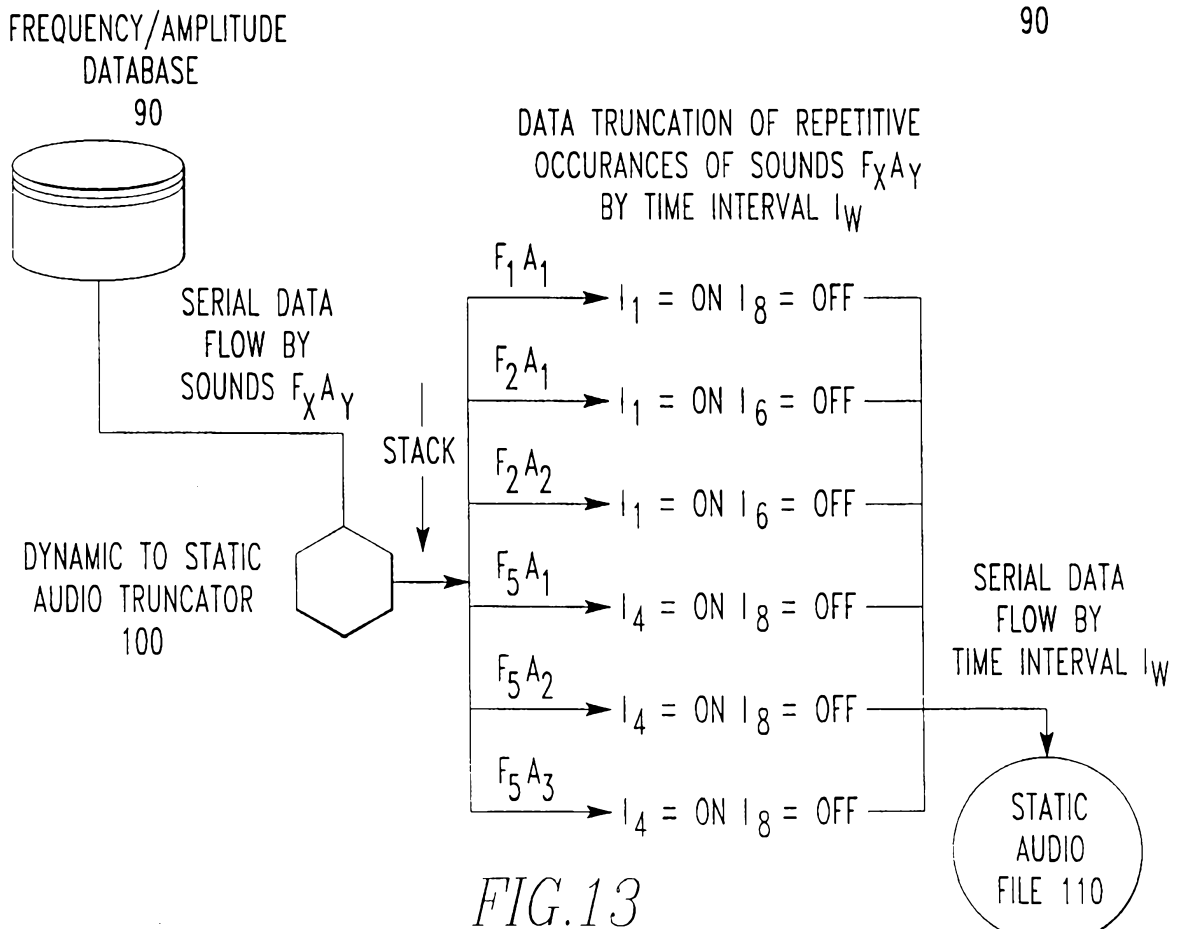 90
FREQUENCY/AMPLITUDE
DATABASE
90
DATA TRUNCATION OF REPETITIVE
OCCURANCES OF SOUNDS FXAY
BY TIME INTERVAL IW
SERIAL DATA
FLOW BY
SOUNDS FXAY
STACK
DYNAMIC TO STATIC
AUDIO TRUNCATOR
100
F1A1
I1 = ON I8 = OFF
F2A1
I1 = ON I6 = OFF
F2A2
I1 = ON I6 = OFF
F5A1
I4 = ON I8 = OFF
F5A2
I4 = ON I8 = OFF
F5A3
I4 = ON I8 = OFF
SERIAL DATA
FLOW BY
TIME INTERVAL IW
STATIC
AUDIO
FILE 110
FIG.13